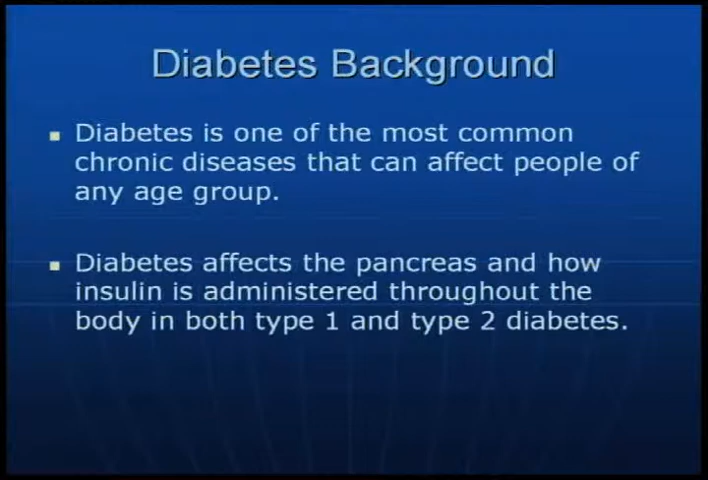 Diabetes Background
Diabetes is one of the most common
chronic diseases that can affect people of
any age group.
Diabetes affects the pancreas and how
insulin is administered throughout the
body in both type 1 and type 2 diabetes.